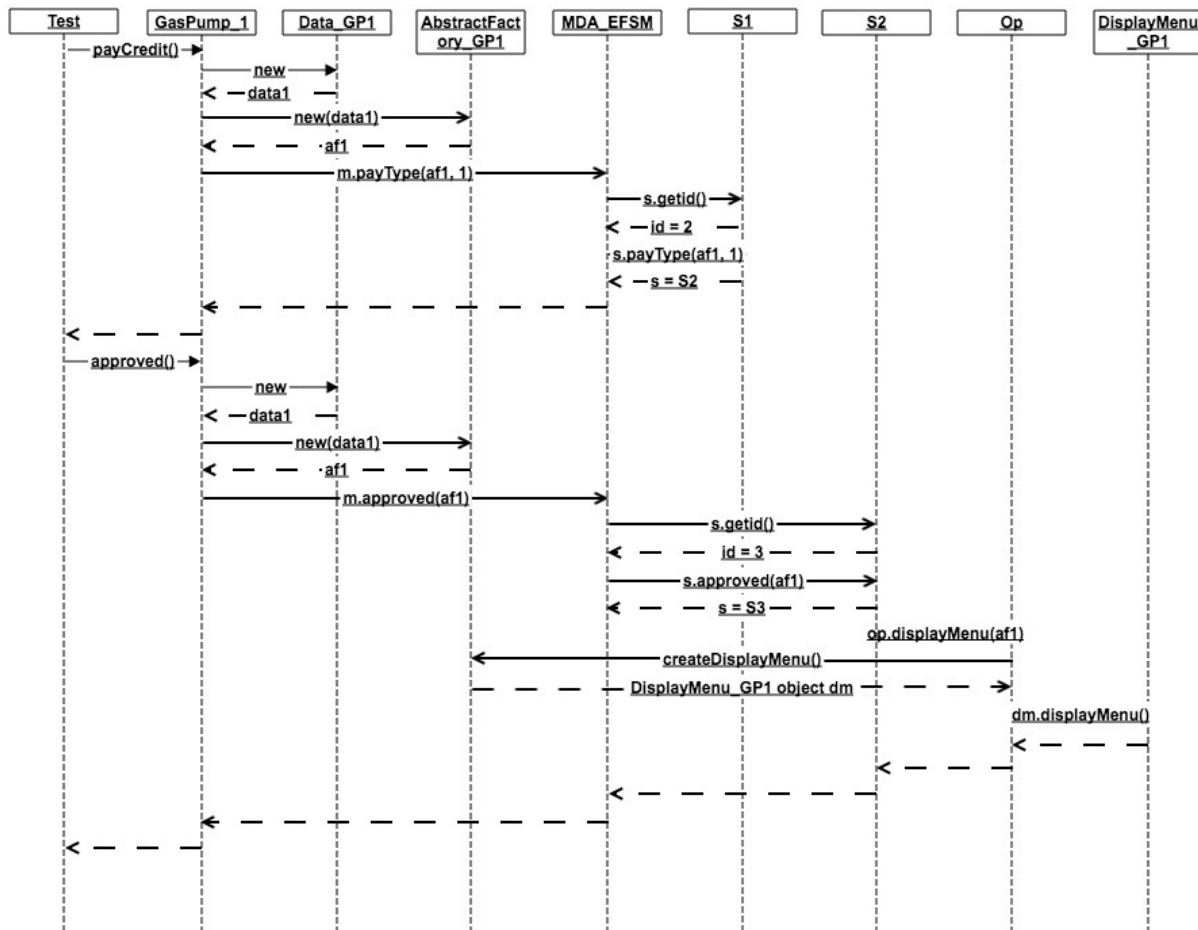 Test
GasPump_1
Data_GP1
AbstractFact
ory_GP1
MDA_EFSM
S1
S2
Op
DisplayMenu
_GP1
payCredit()
new
data1
new(data1)
af1
m.payType(af1, 1)
s.getid()
id = 2
s.payType(af1, 1)
s = S2
approved()
new
data1
new(data1)
af1
m.approved(af1)
s.getid()
id = 3
s.approved(af1)
s = S3
op.displayMenu(af1)
createDisplayMenu()
DisplayMenu_GP1 object dm
dm.displayMenu()